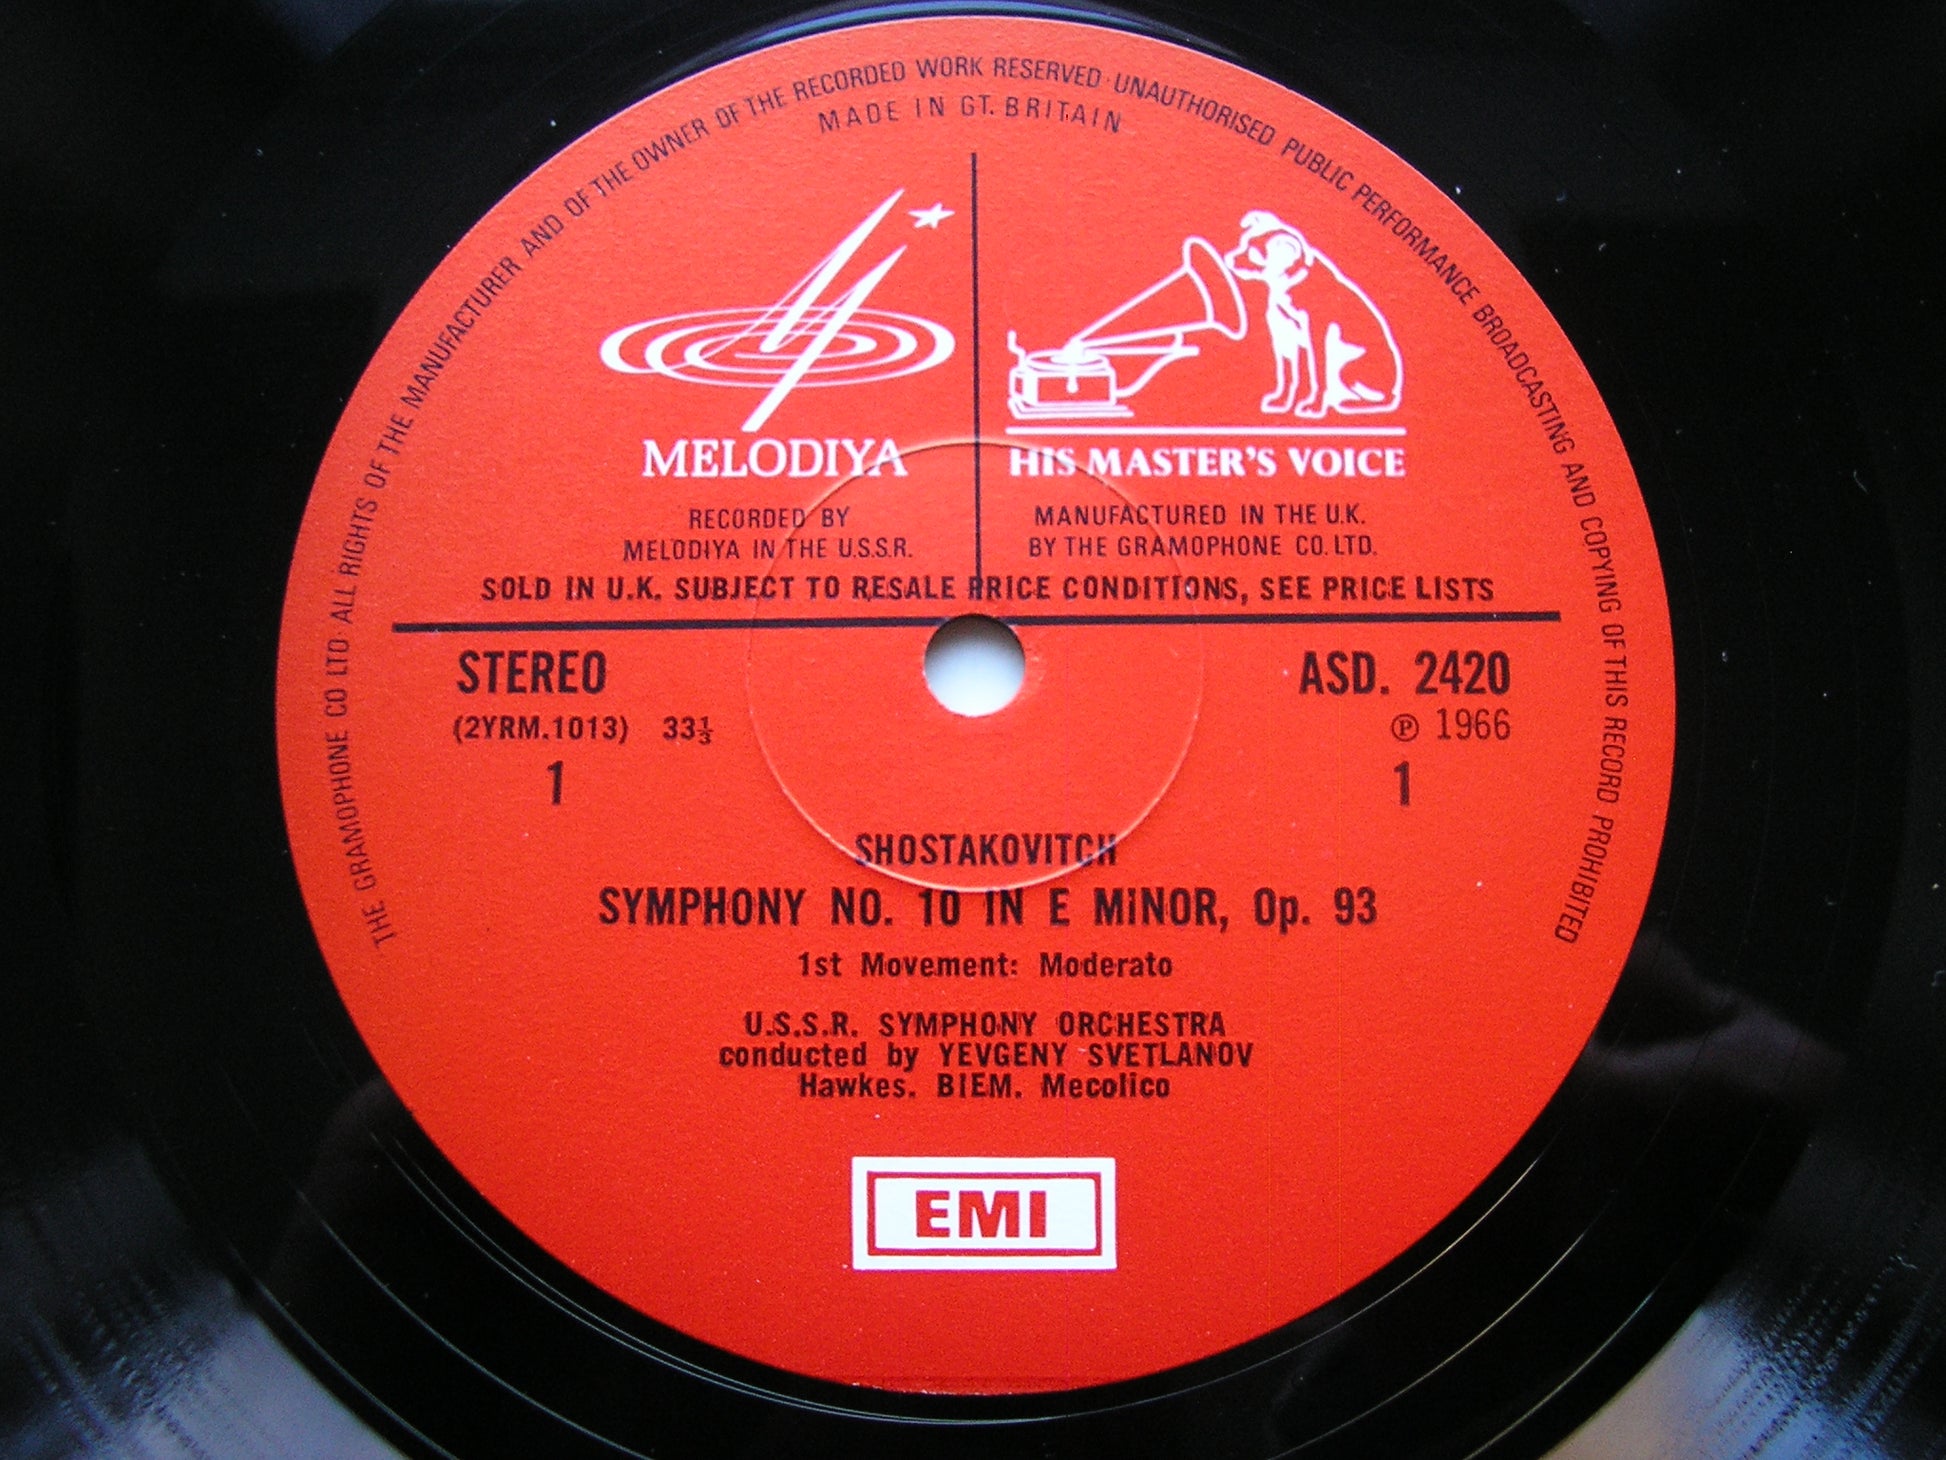 THE GRAMOPHONE CO LTD · ALL RIGHTS OF THE MANUFACTURER AND OF THE OWNER OF THE RECORDED WORK RESERVED · UNAUTHORISED PUBLIC PERFORMANCE BROADCASTING AND COPYING OF THIS RECORD PROHIBITED
MADE IN GT. BRITAIN
MELODIYA
HIS MASTER'S VOICE
RECORDED BY
MELODIYA IN THE U.S.S.R.
MANUFACTURED IN THE U.K.
BY THE GRAMOPHONE CO. LTD.
SOLD IN U.K. SUBJECT TO RESALE PRICE CONDITIONS, SEE PRICE LISTS
STEREO
ASD. 2420
(2YRM.1013) 33⅓
℗ 1966
1
1
SHOSTAKOVITCH
SYMPHONY NO. 10 IN E MINOR, Op. 93
1st Movement: Moderato
U.S.S.R. SYMPHONY ORCHESTRA
conducted by YEVGENY SVETLANOV
Hawkes. BIEM. Mecolico
EMI